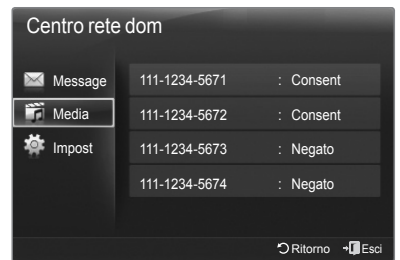 Centro rete dom
Message
Media
Impost
111-1234-5671 : Consent
111-1234-5672 : Consent
111-1234-5673 : Negato
111-1234-5674 : Negato
Ritorno Esci